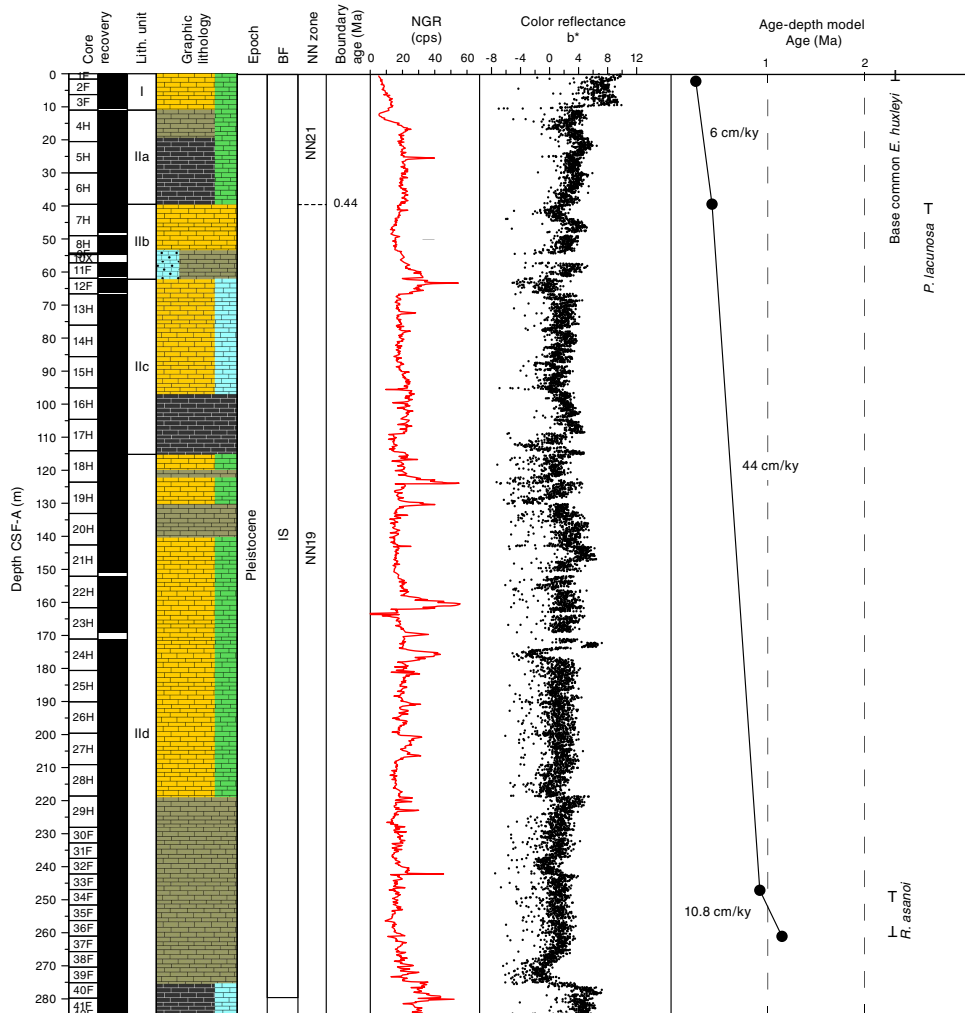 Core
recovery
Lith. unit
Graphic
lithology
Epoch
BF
NN zone
Boundary
age (Ma)
NGR
(cps)
0 20 40 60
Color reflectance
b*
-8 -4 0 4 8 12
Age-depth model
Age (Ma)
1 2
Depth CSF-A (m)
0
10
20
30
40
50
60
70
80
90
100
110
120
130
140
150
160
170
180
190
200
210
220
230
240
250
260
270
280
1F
2F
3F
4H
5H
6H
7H
8H
9F
10X
11F
12F
13H
14H
15H
16H
17H
18H
19H
20H
21H
22H
23H
24H
25H
26H
27H
28H
29H
30F
31F
32F
33F
34F
35F
36F
37F
38F
39F
40F
41F
I
IIa
IIb
IIc
IId
Pleistocene
IS
NN21
NN19
0.44
6 cm/ky
44 cm/ky
10.8 cm/ky
Base common E. huxleyi
P. lacunosa
R. asanoi